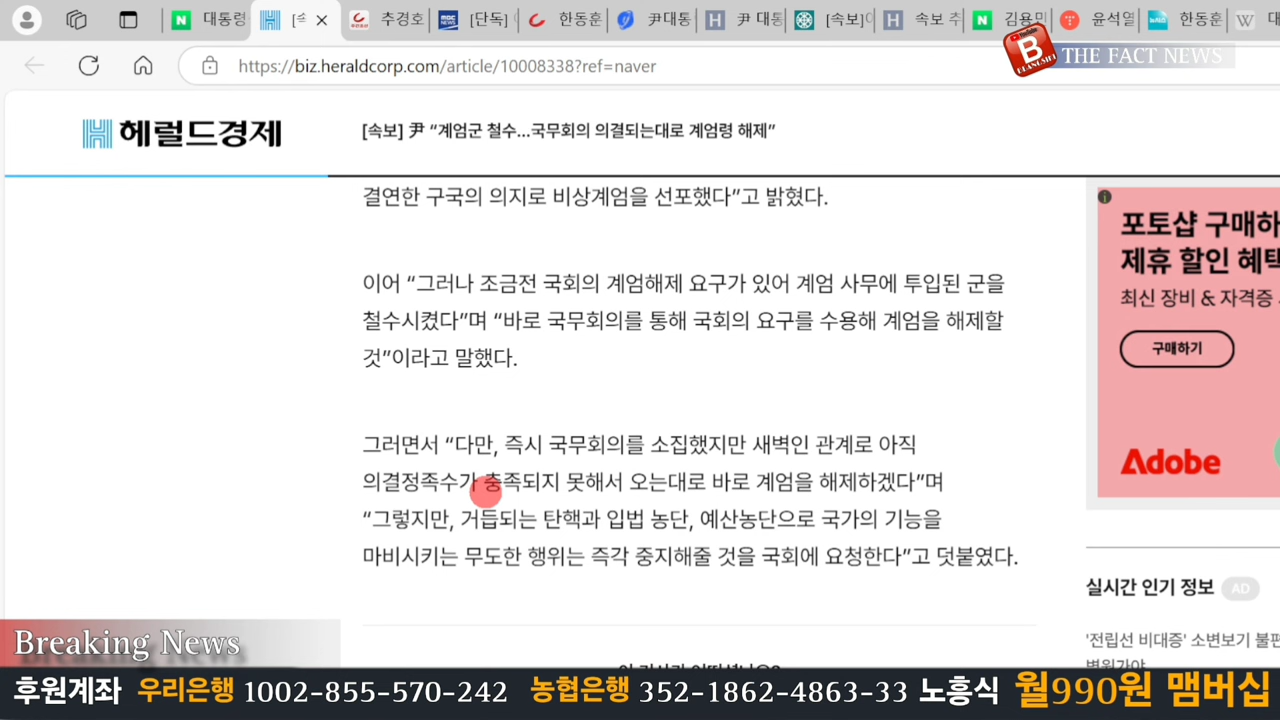 대통령
[속
추경호
MBC NEWS [단독]
한동훈
尹대통
H 尹 대통
[속보]이
H 속보 추
N 김용민
윤석열
뉴시스 한동훈
W 대
https://biz.heraldcorp.com/article/10008338?ref=naver
THE FACT NEWS
헤럴드경제
[속보] 尹 “계엄군 철수…국무회의 의결되는대로 계엄령 해제”
결연한 구국의 의지로 비상계엄을 선포했다”고 밝혔다.
이어 “그러나 조금전 국회의 계엄해제 요구가 있어 계엄 사무에 투입된 군을
철수시켰다”며 “바로 국무회의를 통해 국회의 요구를 수용해 계엄을 해제할
것”이라고 말했다.
그러면서 “다만, 즉시 국무회의를 소집했지만 새벽인 관계로 아직
의결정족수가 충족되지 못해서 오는대로 바로 계엄을 해제하겠다”며
“그렇지만, 거듭되는 탄핵과 입법 농단, 예산농단으로 국가의 기능을
마비시키는 무도한 행위는 즉각 중지해줄 것을 국회에 요청한다”고 덧붙였다.
포토샵 구매하
제휴 할인 혜택
최신 장비 & 자격증
구매하기
Adobe
실시간 인기 정보 AD
'전립선 비대증' 소변보기 불편
병원가야
Breaking News
후원계좌 우리은행 1002-855-570-242 농협은행 352-1862-4863-33 노흥식 월990원 맴버십